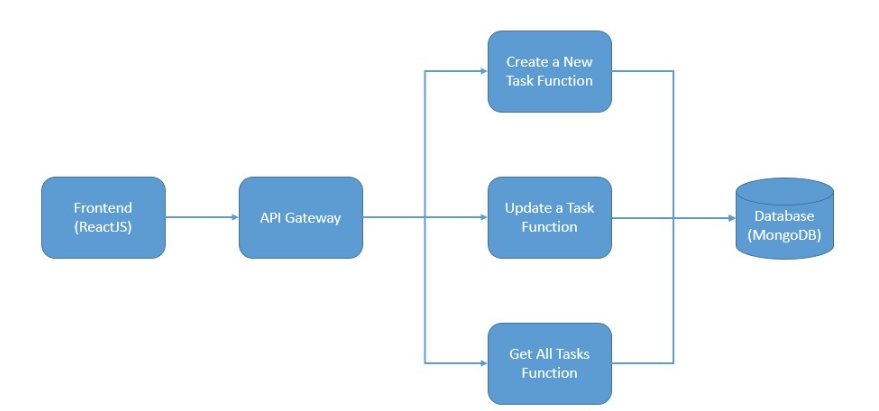 Create a New
Task Function
Frontend
(ReactJS)
API Gateway
Update a Task
Function
Database
(MongoDB)
Get All Tasks
Function